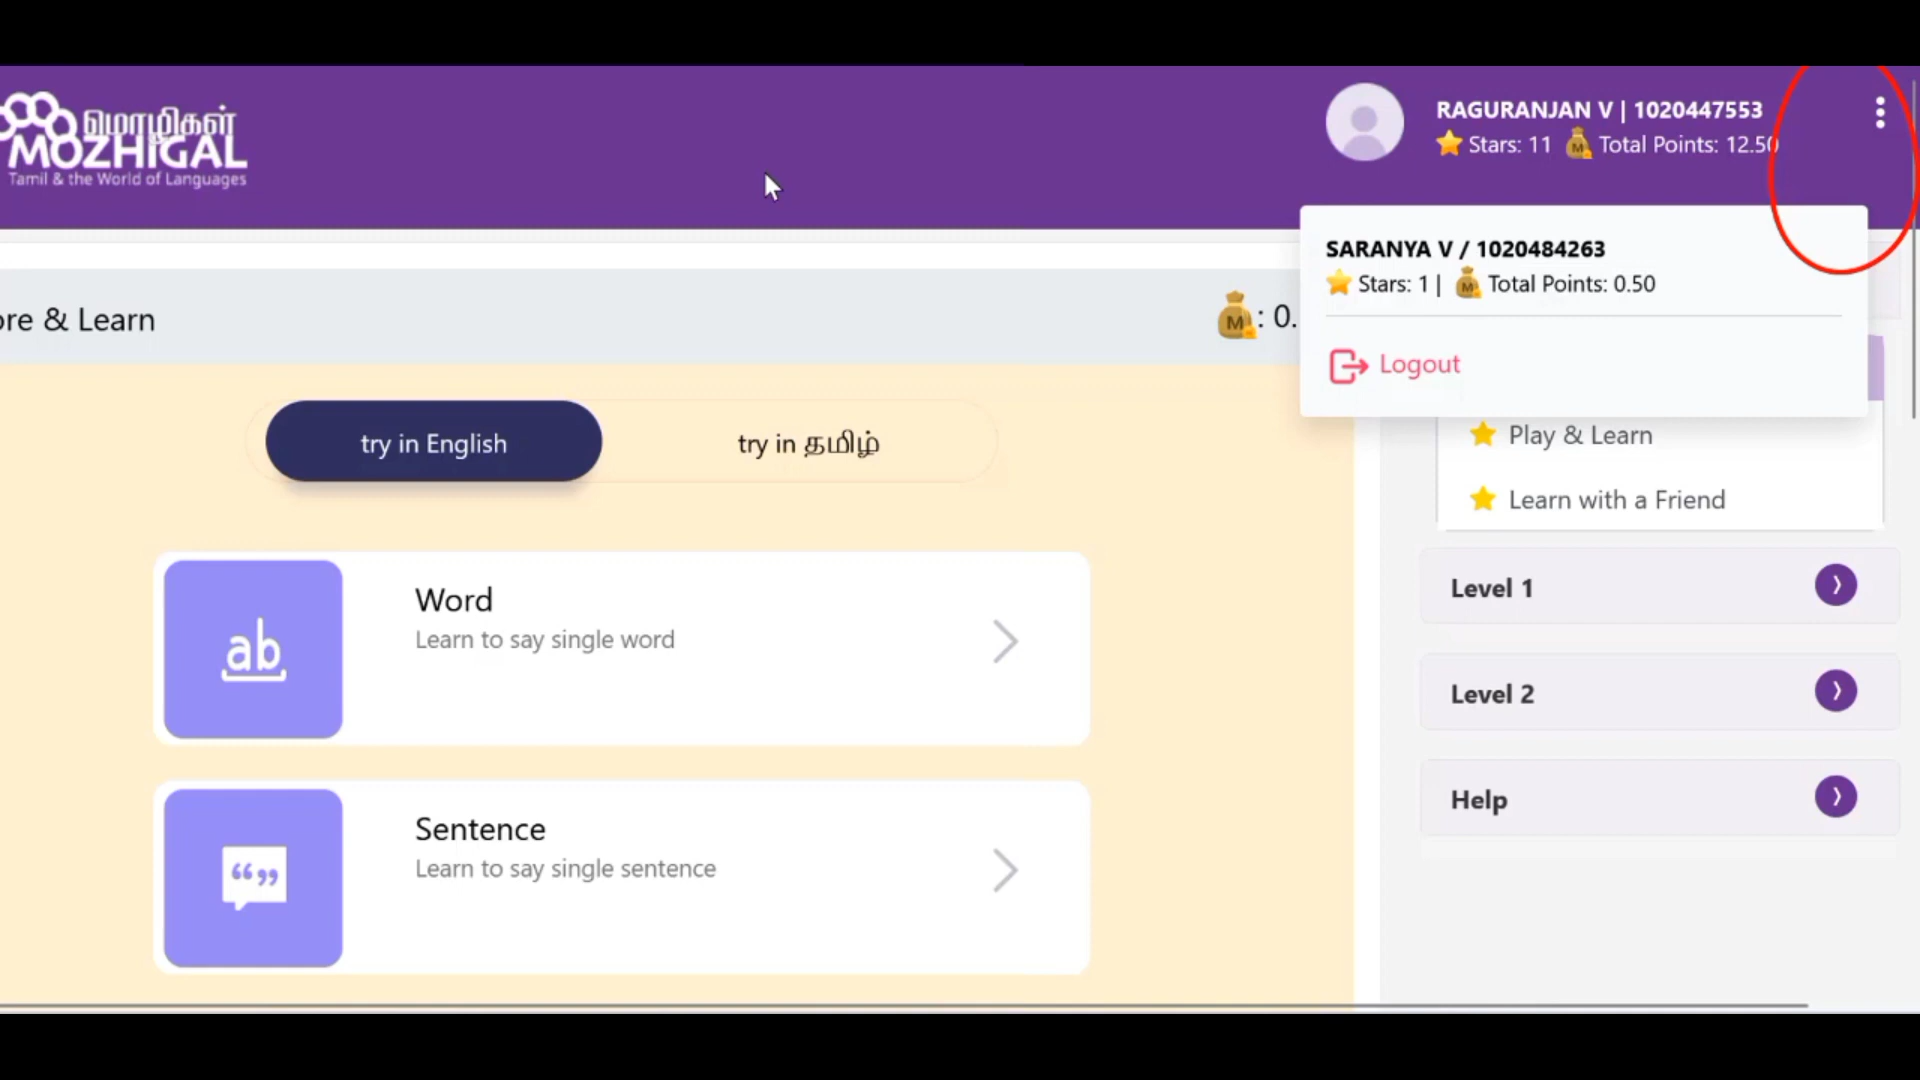 மொழிகள்
MOZHIGAL
Tamil & the World of Languages
RAGURANJAN V | 1020447553
Stars: 11 M Total Points: 12.50
SARANYA V / 1020484263
Stars: 1 | M Total Points: 0.50
Logout
ore & Learn
M : 0.
try in English
try in தமிழ்
Word
Learn to say single word
Sentence
Learn to say single sentence
Play & Learn
Learn with a Friend
Level 1
Level 2
Help